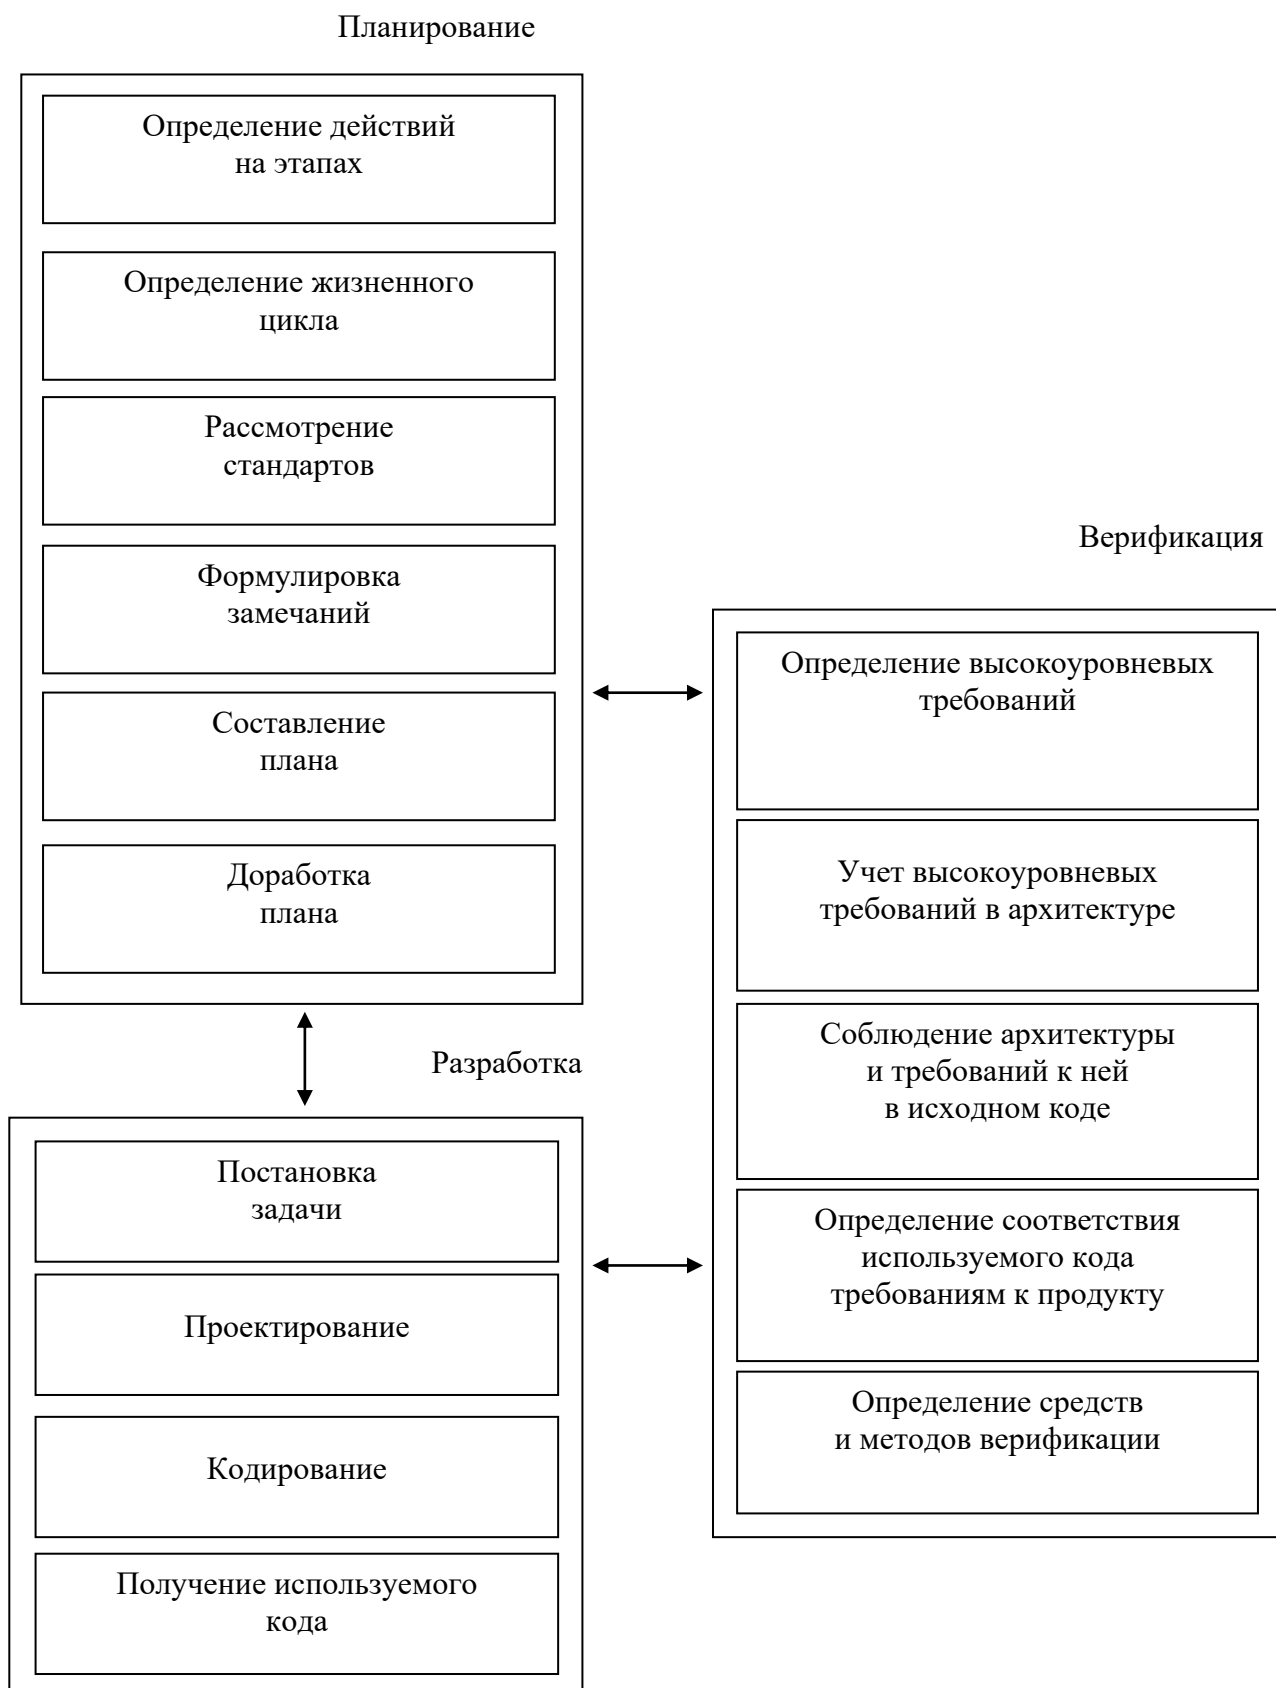 Планирование
Определение действий
на этапах
Определение жизненного
цикла
Рассмотрение
стандартов
Формулировка
замечаний
Составление
плана
Доработка
плана
Верификация
Определение высокоуровневых
требований
Учет высокоуровневых
требований в архитектуре
Соблюдение архитектуры
и требований к ней
в исходном коде
Определение соответствия
используемого кода
требованиям к продукту
Определение средств
и методов верификации
Разработка
Постановка
задачи
Проектирование
Кодирование
Получение используемого
кода